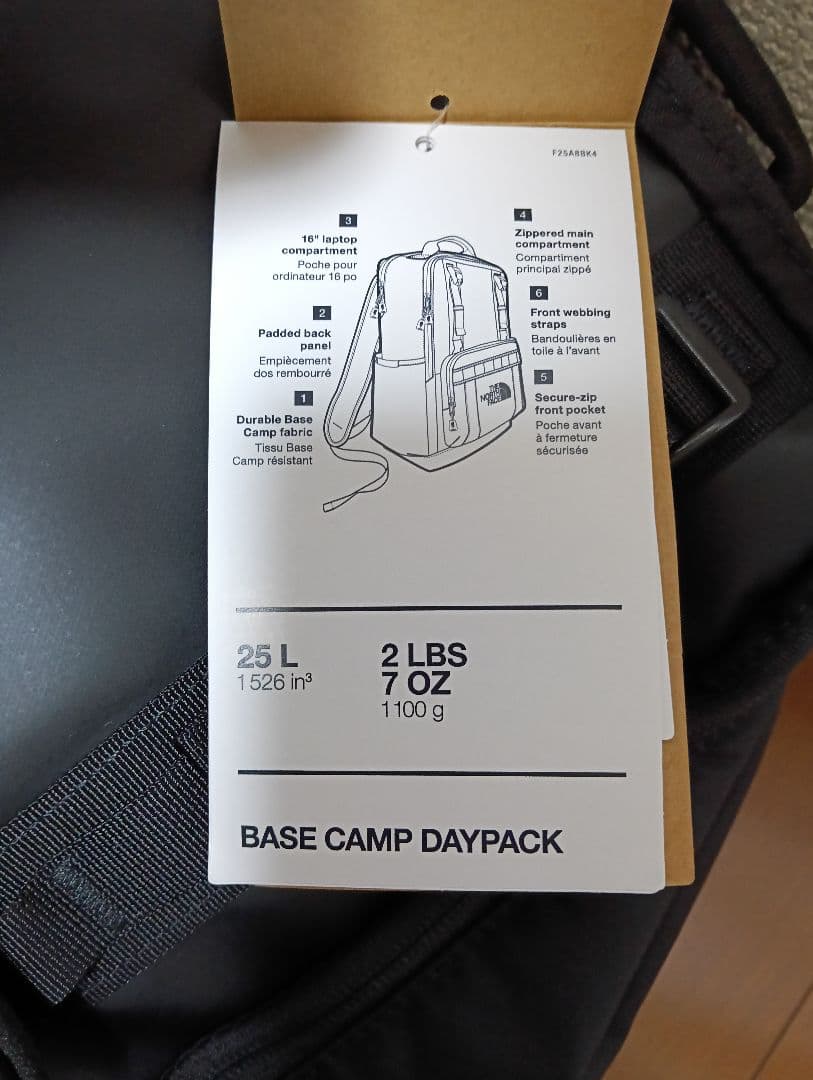 F25A8BK4
3
16" laptop
compartment
Poche pour
ordinateur 16 po
4
Zippered main
compartment
Compartiment
principal zippé
2
Padded back
panel
Empiècement
dos rembourré
6
Front webbing
straps
Bandoulières en
toile à l'avant
1
Durable Base
Camp fabric
Tissu Base
Camp résistant
5
Secure-zip
front pocket
Poche avant
à fermeture
sécurisée
THE
NORTH
FACE
25 L
1 526 in³
2 LBS
7 OZ
1100 g
BASE CAMP DAYPACK